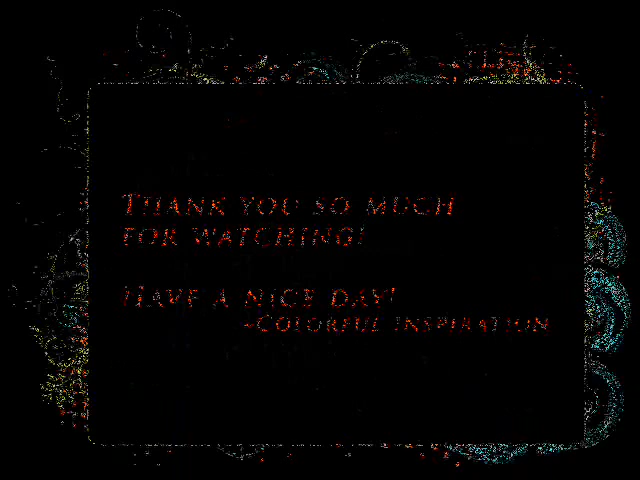 THANK YOU SO MUCH
FOR WATCHING!
HAVE A NICE DAY!
~COLORFUL INSPIRATION